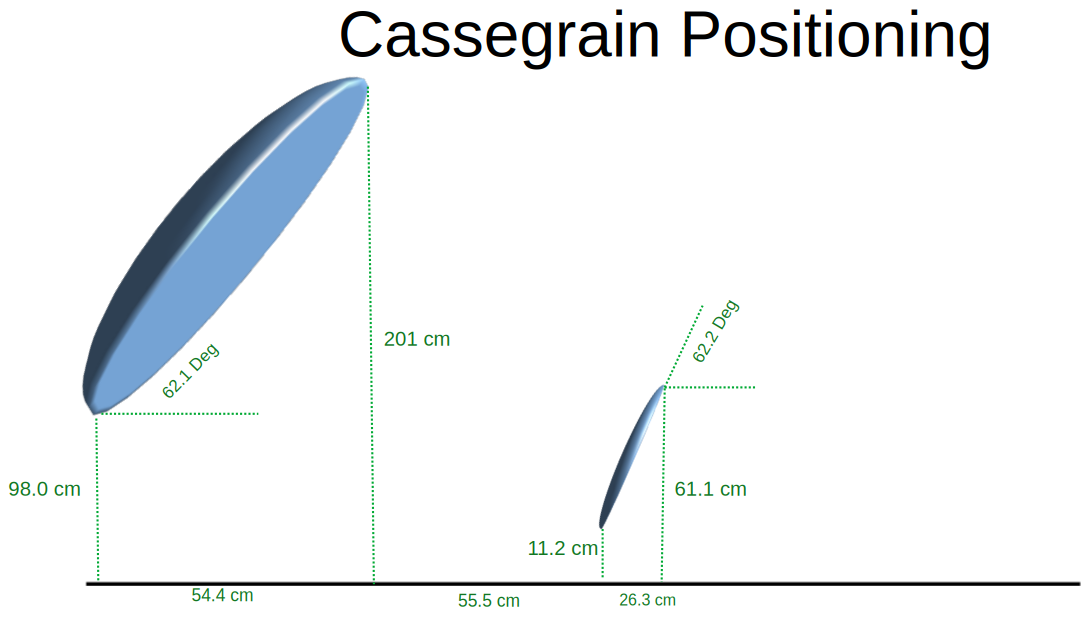 Cassegrain Positioning
201 cm
62.1 Deg
62.2 Deg
98.0 cm
61.1 cm
11.2 cm
54.4 cm
55.5 cm
26.3 cm